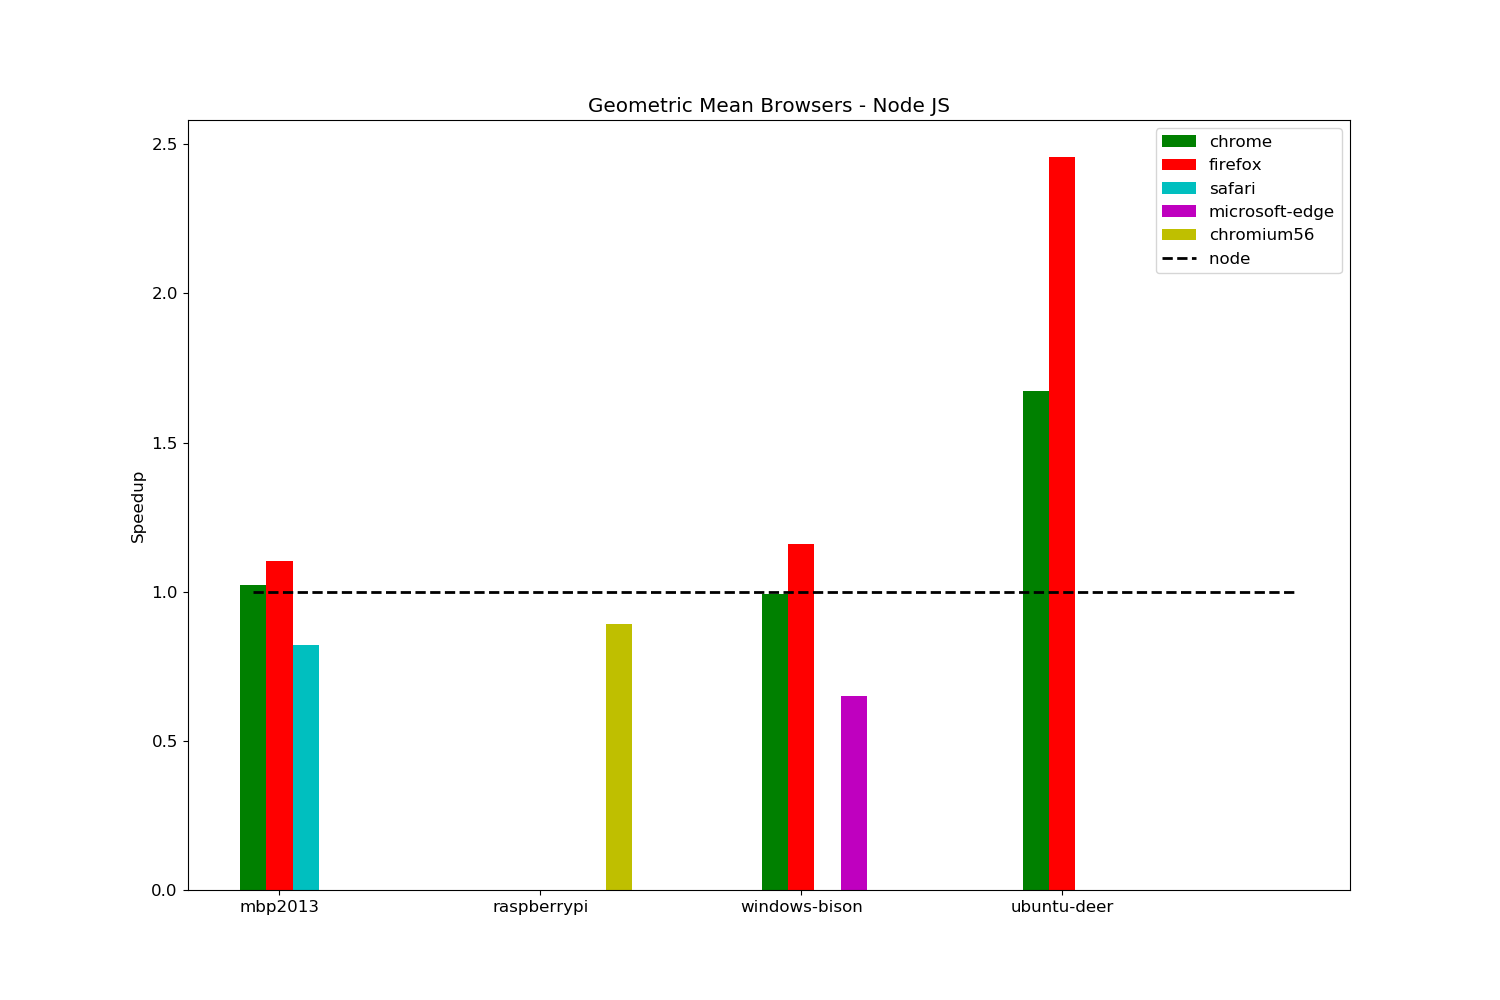 Geometric Mean Browsers - Node JS
chrome
firefox
safari
microsoft-edge
chromium56
node
Speedup
2.5
2.0
1.5
1.0
0.5
0.0
mbp2013
raspberrypi
windows-bison
ubuntu-deer